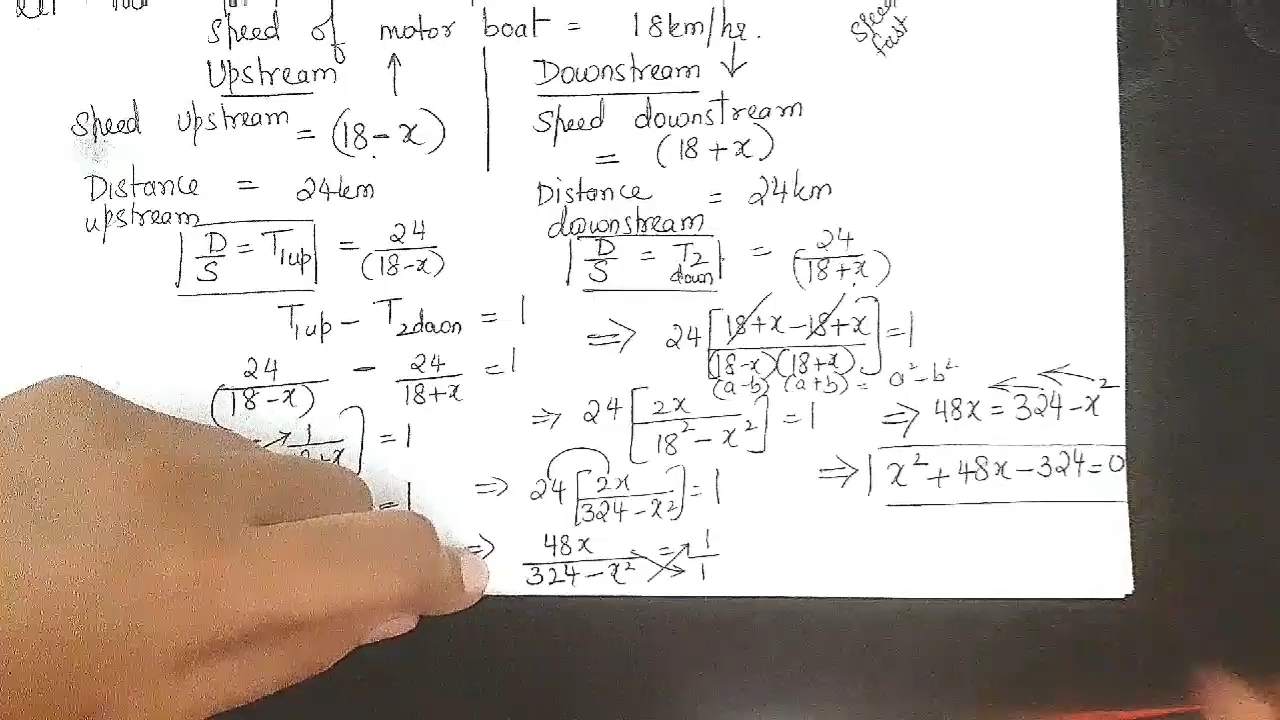 speed of motor boat = 18km/hr.
speed fast
Upstream ↑
Speed upstream = (18 - x)
Distance upstream = 24km
D/S = T1up = 24/(18-x)
T1up - T2down = 1
24/(18-x) - 24/18+x = 1
= 1
= 1
Downstream ↓
Speed downstream
= (18 + x)
Distance downstream = 24km
D/S = T2 down = 24/(18+x)
⇒ 24[18+x-18+x/(18-x)(18+x)] = 1
(a-b) (a+b) = a²-b²
⇒ 24[2x/18²-x²] = 1
⇒ 24[2x/324-x²] = 1
⇒ 48x/324-x² = 1/1
⇒ 48x = 324-x²
⇒ x²+48x-324=0